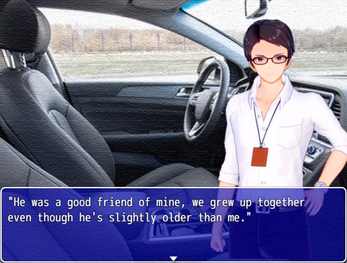 "He was a good friend of mine, we grew up together
even though he's slightly older than me."